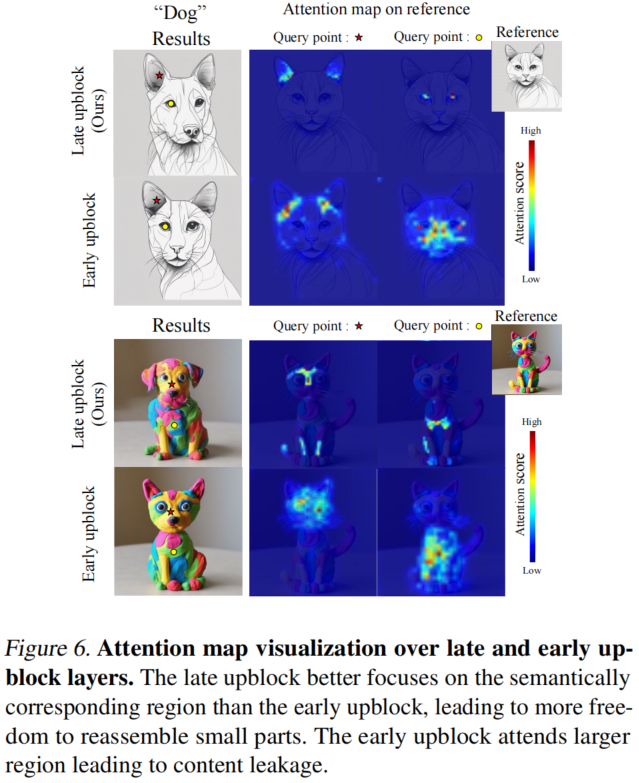 “Dog”
Attention map on reference
Results
Query point : ★
Query point : ●
Reference
Late upblock
(Ours)
High
Attention score
Low
Early upblock
Results
Query point : ★
Query point : ●
Reference
Late upblock
(Ours)
High
Attention score
Low
Early upblock
Figure 6. Attention map visualization over late and early up-
block layers. The late upblock better focuses on the semantically
corresponding region than the early upblock, leading to more free-
dom to reassemble small parts. The early upblock attends larger
region leading to content leakage.